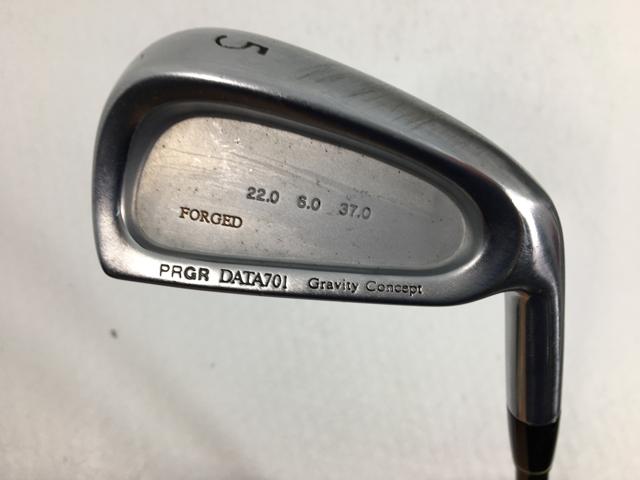 5
22.0 6.0 37.0
FORGED
PRGR DATA701 Gravity Concept